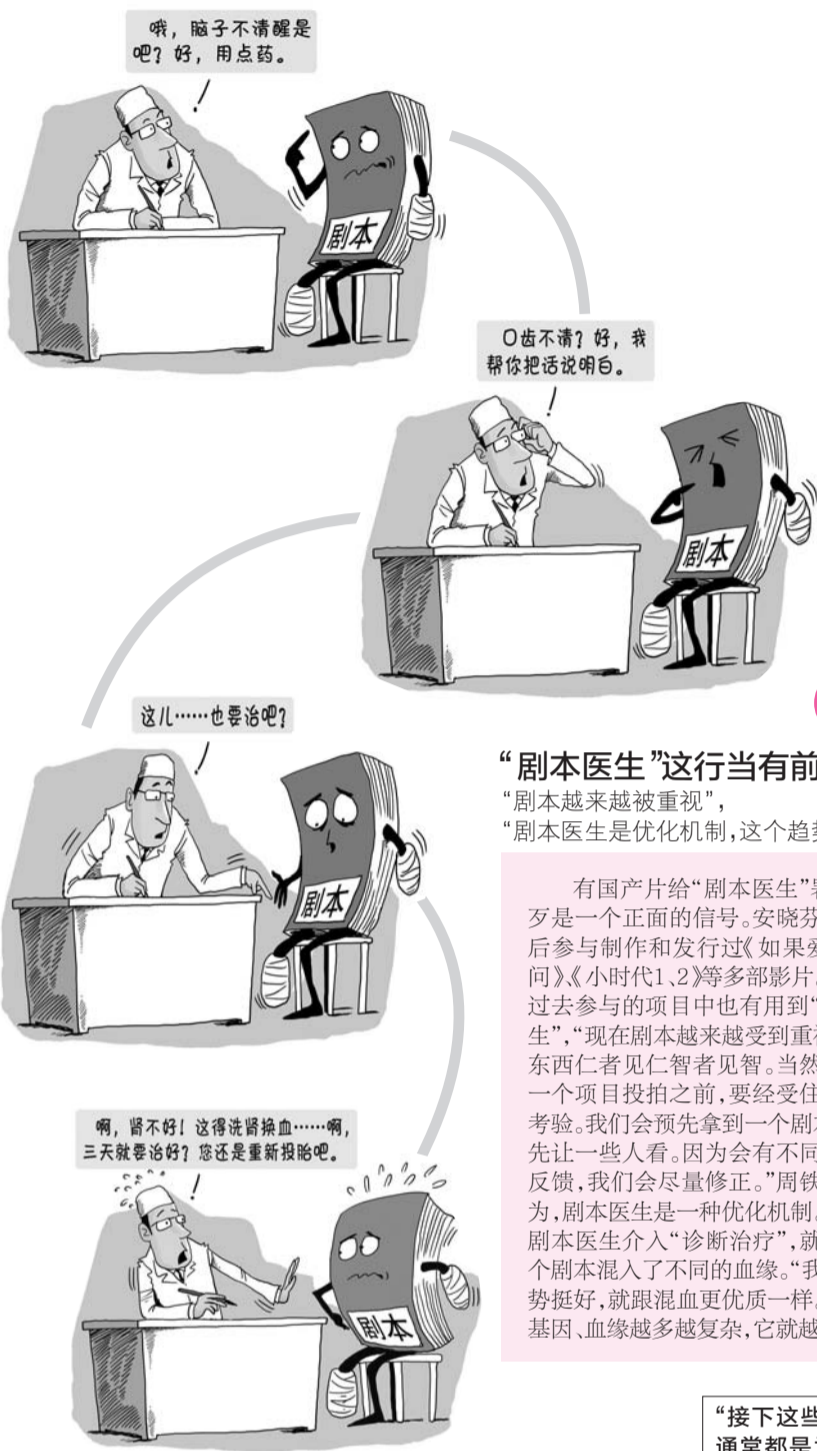 哦，脑子不清醒是
吧？好，用点药。
剧本
口齿不清？好，我
帮你把话说明白。
剧本
这儿……也要治吧？
剧本
啊，肾不好！这得洗肾换血……啊，
三天就要治好？您还是重新投胎吧。
剧本
“剧本医生”这行当有前
“剧本越来越被重视”，
“剧本医生是优化机制，这个趋
有国产片给“剧本医生”
歹是一个正面的信号。安晓芬
后参与制作和发行过《如果爱
问》、《小时代1、2》等多部影片
过去参与的项目中也有用到“
生”，“现在剧本越来越受到重
东西仁者见仁智者见智。当然
一个项目投拍之前，要经受住
考验。我们会预先拿到一个剧
先让一些人看。因为会有不同
反馈，我们会尽量修正。”周铁
为，剧本医生是一种优化机制。
剧本医生介入“诊断治疗”，就
个剧本混入了不同的血缘。“我
势挺好，就跟混血更优质一样。
基因、血缘越多越复杂，它就越
“接下这些
通常都是